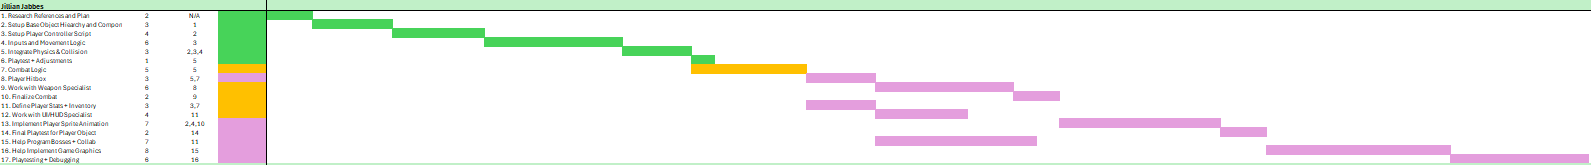 Jillian Jabbes
1. Research References and Plan 2 N/A
2. Setup Base Object Hiearchy and Compon 3 1
3. Setup Player Controller Script 4 2
4. Inputs and Movement Logic 6 3
5. Integrate Physics & Collision 3 2,3,4
6. Playtest + Adjustments 1 5
7. Combat Logic 5 5
8. Player Hitbox 3 5,7
9. Work with Weapon Specialist 6 8
10. Finalize Combat 2 9
11. Define Player Stats + Inventory 3 3,7
12. Work with UI/HUD Specialist 4 11
13. Implement Player Sprite Animation 7 2,4,10
14. Final Playtest for Player Object 2 14
15. Help Program Bosses + Collab 7 11
16. Help Implement Game Graphics 8 15
17. Playtesting + Debugging 6 16